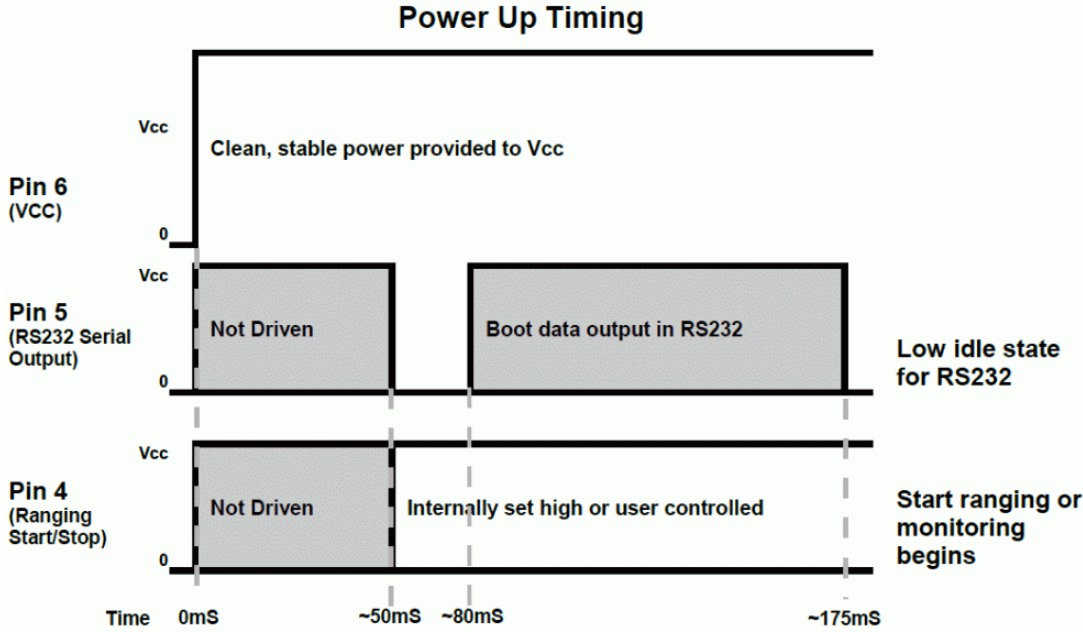 Power Up Timing
Vcc
Clean, stable power provided to Vcc
Pin 6
(VCC)
0
Vcc
Pin 5
(RS232 Serial
Output)
Not Driven
Boot data output in RS232
0
Low idle state
for RS232
Vcc
Pin 4
(Ranging
Start/Stop)
Not Driven
Internally set high or user controlled
0
Start ranging or
monitoring
begins
Time 0mS ~50mS ~80mS ~175mS